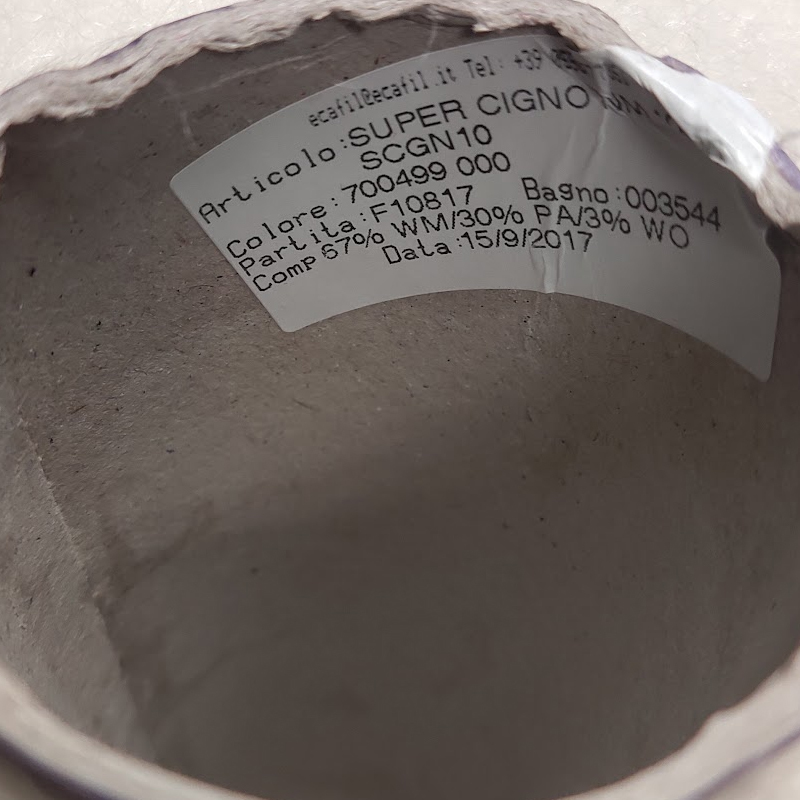 ecafil@ecafil.it Tel: +39
Articolo:SUPER CIGNO
SCGN10
Colore:700499 000
Partita:F10817 Bagno:003544
Comp 67% WM/30% PA/3% WO
Data:15/9/2017